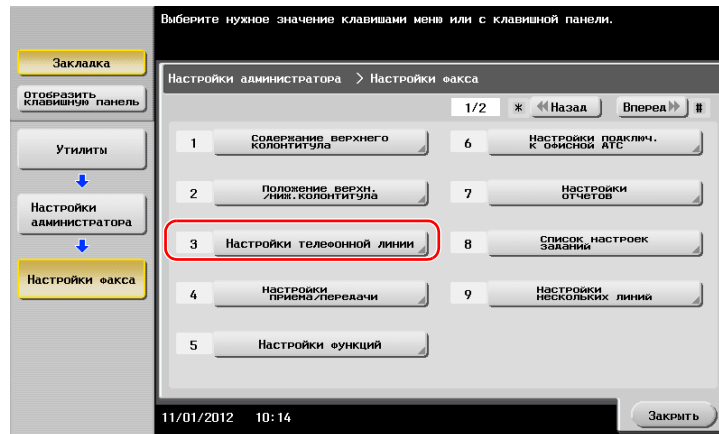 Выберите нужное значение клавишами меню или с клавишной панели.
Закладка
Отобразить
клавишную панель
Утилиты
Настройки
администратора
Настройки факса
Настройки администратора > Настройки факса
1/2 * Назад Вперед #
1 Содержание верхнего
колонтитула
2 Положение верхн.
/ниж.колонтитула
3 Настройки телефонной линии
4 Настройки
приема/передачи
5 Настройки функций
6 Настройки подключ.
к офисной АТС
7 Настройки
отчетов
8 Список настроек
заданий
9 Настройки
нескольких линий
11/01/2012 10:14
Закрыть